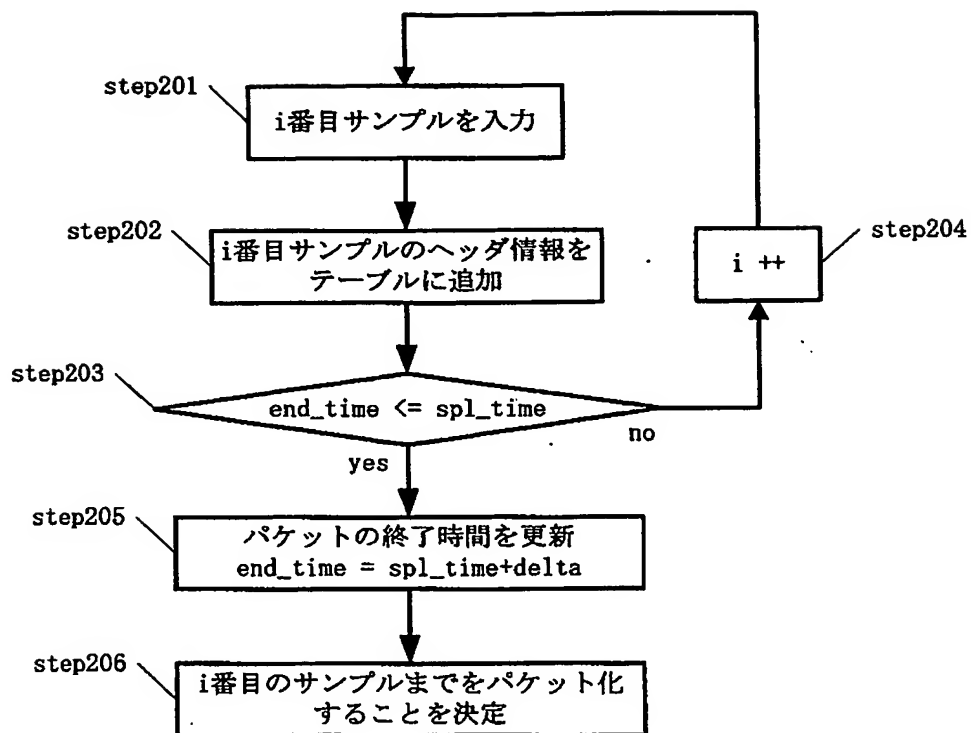 step201
i番目サンプルを入力
step202
i番目サンプルのヘッダ情報を
テーブルに追加
step204
i ++
step203
end_time <= spl_time
no
yes
step205
パケットの終了時間を更新
end_time = spl_time+delta
step206
i番目のサンプルまでをパケット化
することを決定